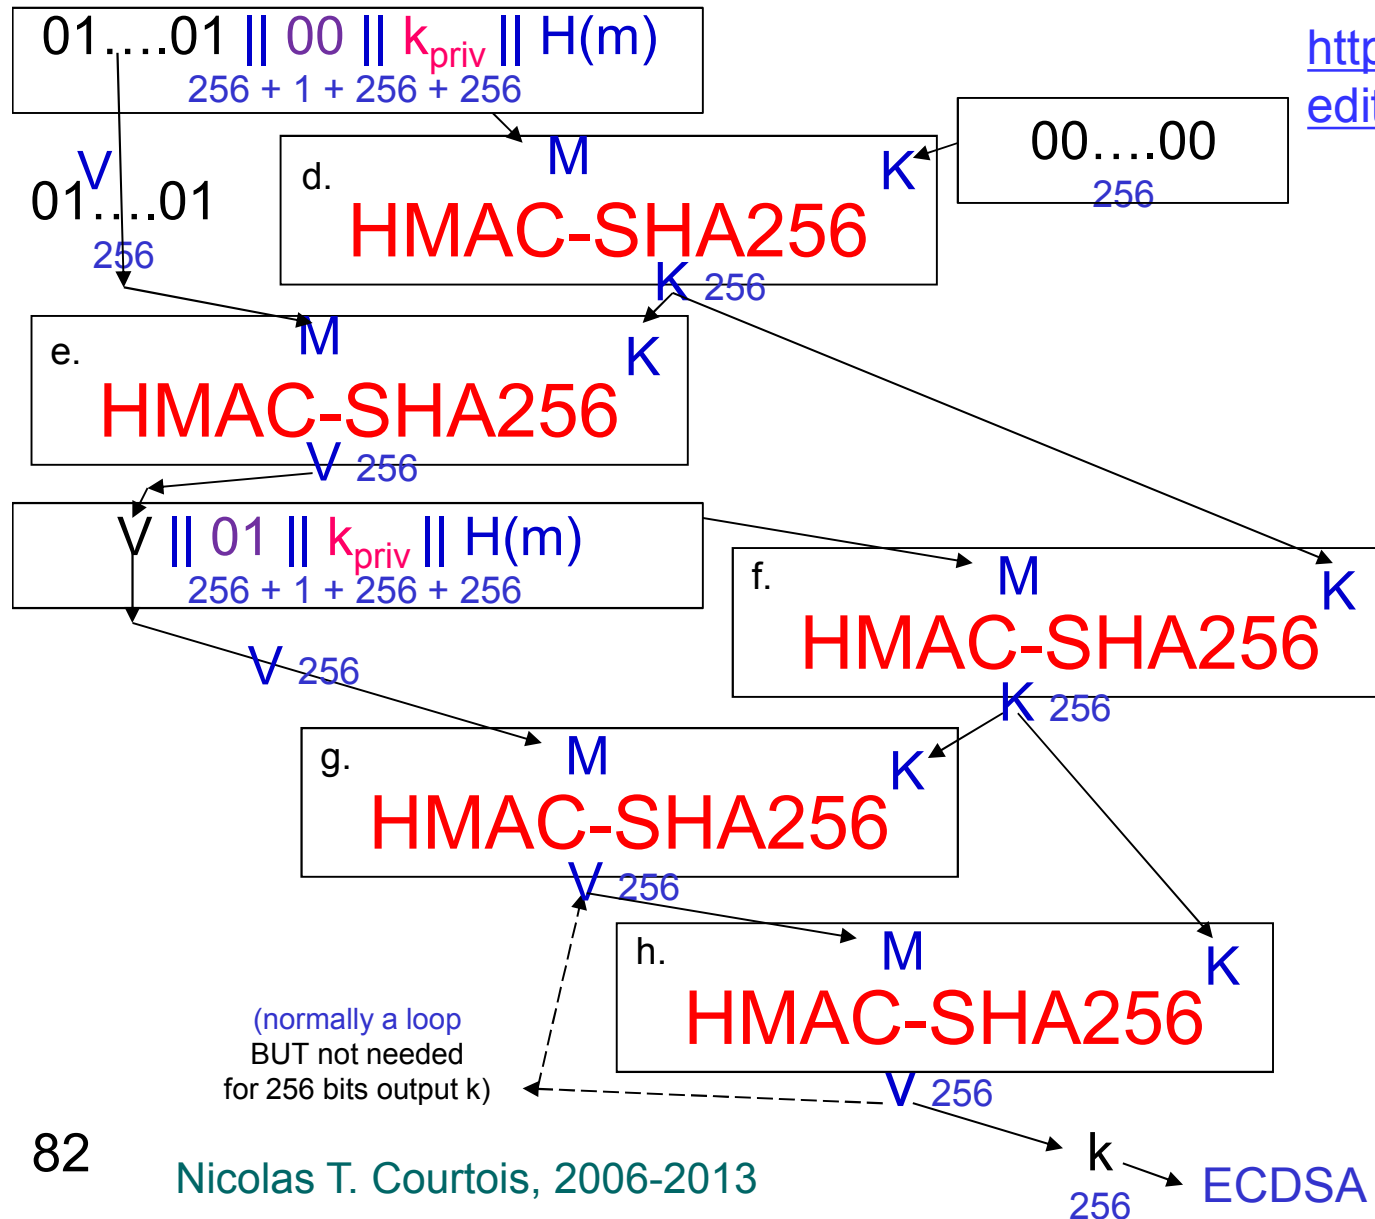 01….01 || 00 || kpriv || H(m)
256 + 1 + 256 + 256
http
edit
00….00
256
V
01….01
256
d.
M
K
HMAC-SHA256
K 256
e.
M
K
HMAC-SHA256
V 256
V || 01 || kpriv || H(m)
256 + 1 + 256 + 256
f.
M
K
HMAC-SHA256
K 256
V 256
g.
M
K
HMAC-SHA256
V 256
h.
M
K
HMAC-SHA256
V 256
(normally a loop
BUT not needed
for 256 bits output k)
k
256
ECDSA
82
Nicolas T. Courtois, 2006-2013